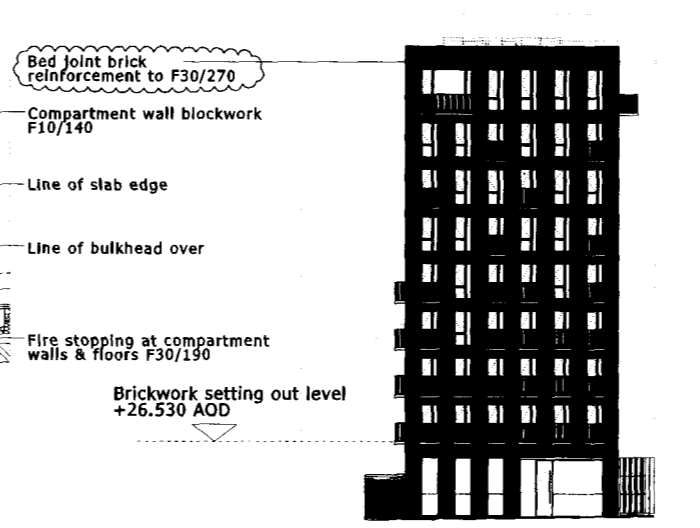 Bed joint brick
reinforcement to F30/270
Compartment wall blockwork
F10/140
Line of slab edge
Line of bulkhead over
Fire stopping at compartment
walls & floors F30/190
Brickwork setting out level
+26.530 AOD